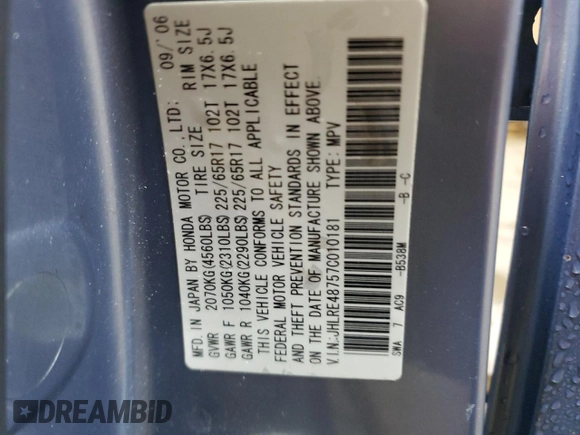 MFD. IN JAPAN BY HONDA MOTOR CO.,LTD: 09/'06
GVWR 2070KG(4560LBS) TIRE SIZE RIM SIZE
GAWR F 1050KG(2310LBS) 225/65R17 102T 17X6.5J
GAWR R 1040KG(2290LBS) 225/65R17 102T 17X6.5J
THIS VEHICLE CONFORMS TO ALL APPLICABLE
FEDERAL MOTOR VEHICLE SAFETY
AND THEFT PREVENTION STANDARDS IN EFFECT
ON THE DATE OF MANUFACTURE SHOWN ABOVE.
V.I.N.:JHLRE48757C010181 TYPE: MPV
SWA 7 AC9 -B538M -B -C
DREAMBID